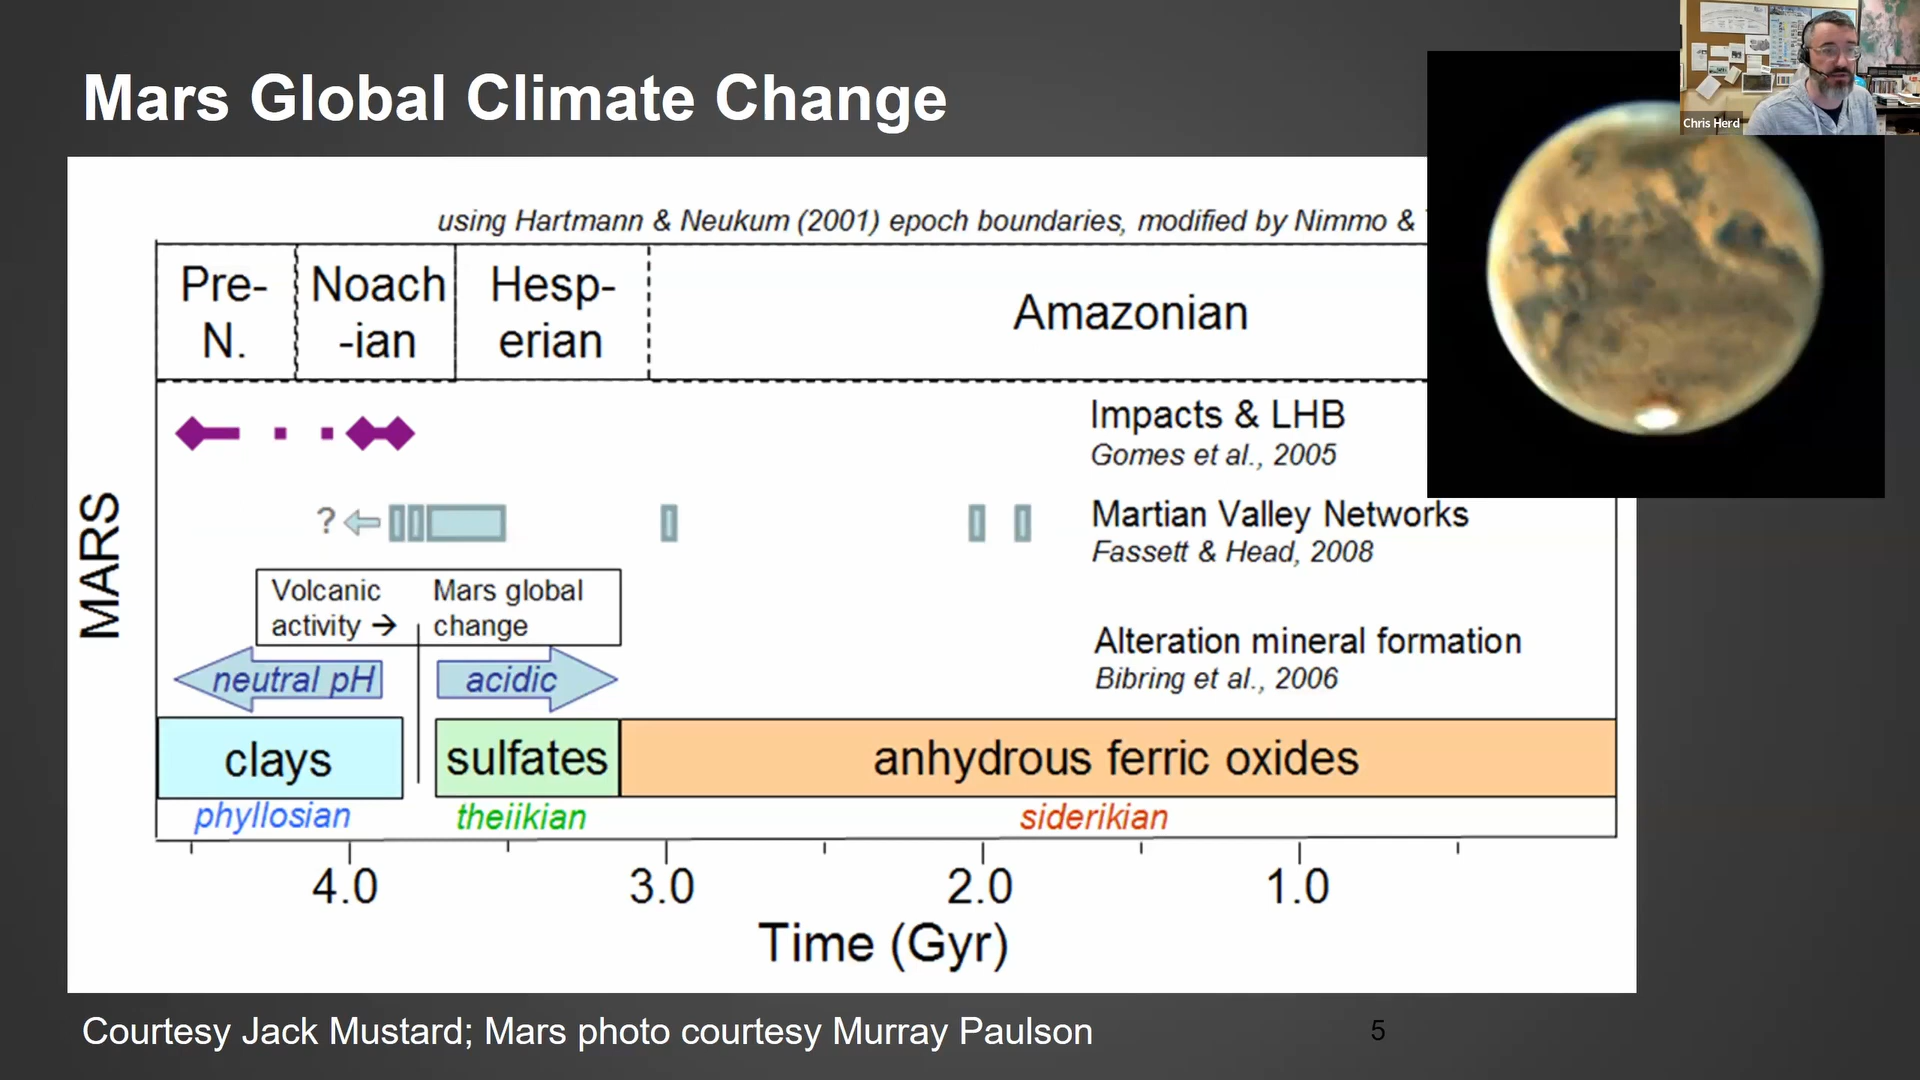 Mars Global Climate Change
Chris Herd
using Hartmann & Neukum (2001) epoch boundaries, modified by Nimmo &
Pre-
N.
Noach
-ian
Hesp-
erian
Amazonian
Impacts & LHB
Gomes et al., 2005
MARS
?
Martian Valley Networks
Fassett & Head, 2008
Volcanic
activity →
Mars global
change
Alteration mineral formation
Bibring et al., 2006
neutral pH
acidic
clays
sulfates
anhydrous ferric oxides
phyllosian
theiikian
siderikian
4.0
3.0
2.0
1.0
Time (Gyr)
Courtesy Jack Mustard; Mars photo courtesy Murray Paulson
5